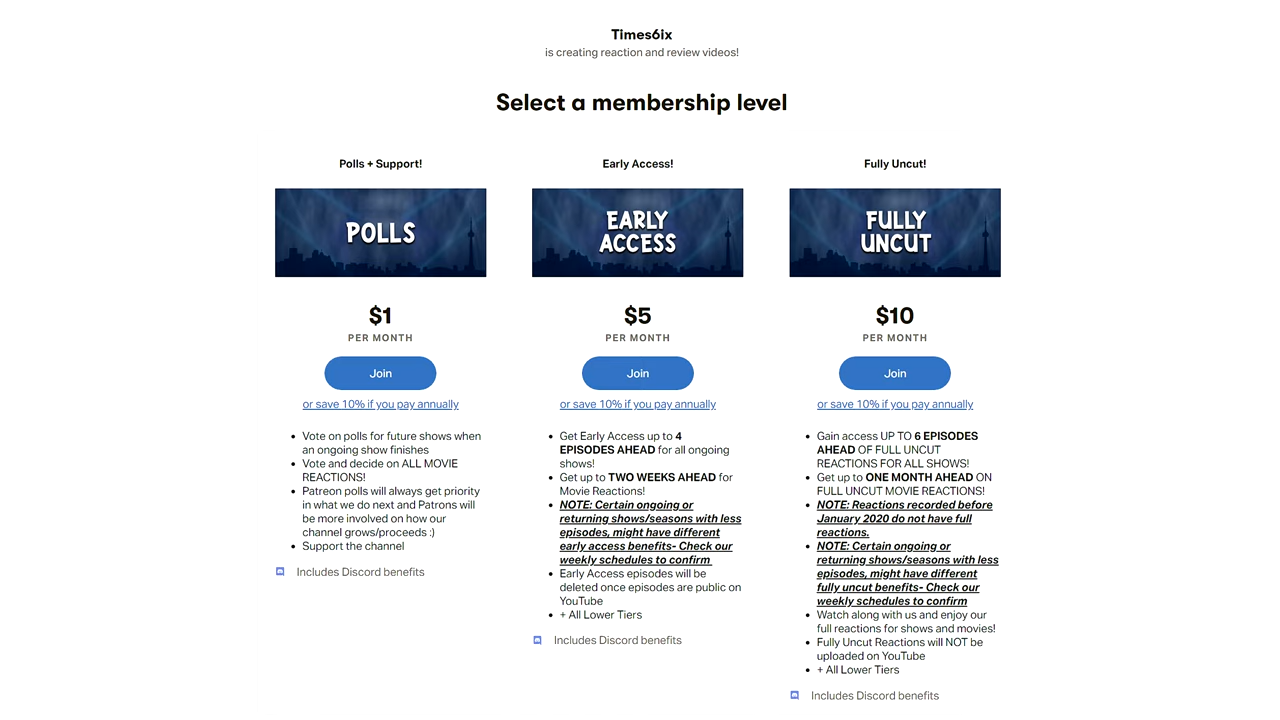 Times6ix
is creating reaction and review videos!
Select a membership level
Polls + Support!
POLLS
$1
PER MONTH
Join
or save 10% if you pay annually
• Vote on polls for future shows when
an ongoing show finishes
• Vote and decide on ALL MOVIE
REACTIONS!
• Patreon polls will always get priority
in what we do next and Patrons will
be more involved on how our
channel grows/proceeds :)
• Support the channel
Includes Discord benefits
Early Access!
EARLY
ACCESS
$5
PER MONTH
Join
or save 10% if you pay annually
• Get Early Access up to 4
EPISODES AHEAD for all ongoing
shows!
• Get up to TWO WEEKS AHEAD for
Movie Reactions!
• NOTE: Certain ongoing or
returning shows/seasons with less
episodes, might have different
early access benefits- Check our
weekly schedules to confirm
• Early Access episodes will be
deleted once episodes are public on
YouTube
• + All Lower Tiers
Includes Discord benefits
Fully Uncut!
FULLY
UNCUT
$10
PER MONTH
Join
or save 10% if you pay annually
• Gain access UP TO 6 EPISODES
AHEAD OF FULL UNCUT
REACTIONS FOR ALL SHOWS!
• Get up to ONE MONTH AHEAD ON
FULL UNCUT MOVIE REACTIONS!
• NOTE: Reactions recorded before
January 2020 do not have full
reactions.
• NOTE: Certain ongoing or
returning shows/seasons with less
episodes, might have different
fully uncut benefits- Check our
weekly schedules to confirm
• Watch along with us and enjoy our
full reactions for shows and movies!
• Fully Uncut Reactions will NOT be
uploaded on YouTube
• + All Lower Tiers
Includes Discord benefits